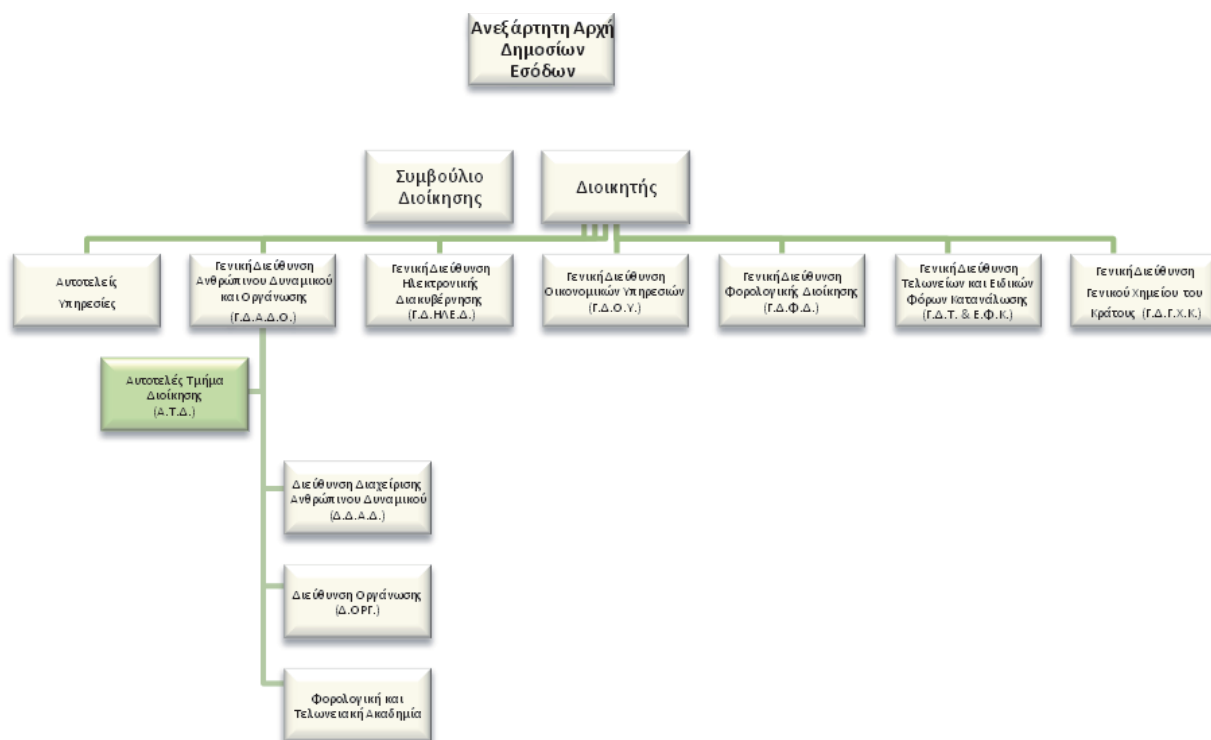 Ανεξάρτητη Αρχή
Δημοσίων
Εσόδων
Συμβούλιο
Διοίκησης
Διοικητής
Αυτοτελείς
Υπηρεσίες
Γενική Διεύθυνση
Ανθρώπινου Δυναμικού
και Οργάνωσης
(Γ.Δ.Α.Δ.Ο.)
Γενική Διεύθυνση
Ηλεκτρονικής
Διακυβέρνησης
(Γ.Δ.ΗΛΕ.Δ.)
Γενική Διεύθυνση
Οικονομικών Υπηρεσιών
(Γ.Δ.Ο.Υ.)
Γενική Διεύθυνση
Φορολογικής Διοίκησης
(Γ.Δ.Φ.Δ.)
Γενική Διεύθυνση
Τελωνείων και Ειδικών
Φόρων Κατανάλωσης
(Γ.Δ.Τ. & Ε.Φ.Κ.)
Γενική Διεύθυνση
Γενικού Χημείου του
Κράτους (Γ.Δ.Γ.Χ.Κ.)
Αυτοτελές Τμήμα
Διοίκησης
(Α.Τ.Δ.)
Διεύθυνση Διαχείρισης
Ανθρώπινου Δυναμικού
(Δ.Δ.Α.Δ.)
Διεύθυνση Οργάνωσης
(Δ.ΟΡΓ.)
Φορολογική και
Τελωνειακή Ακαδημία